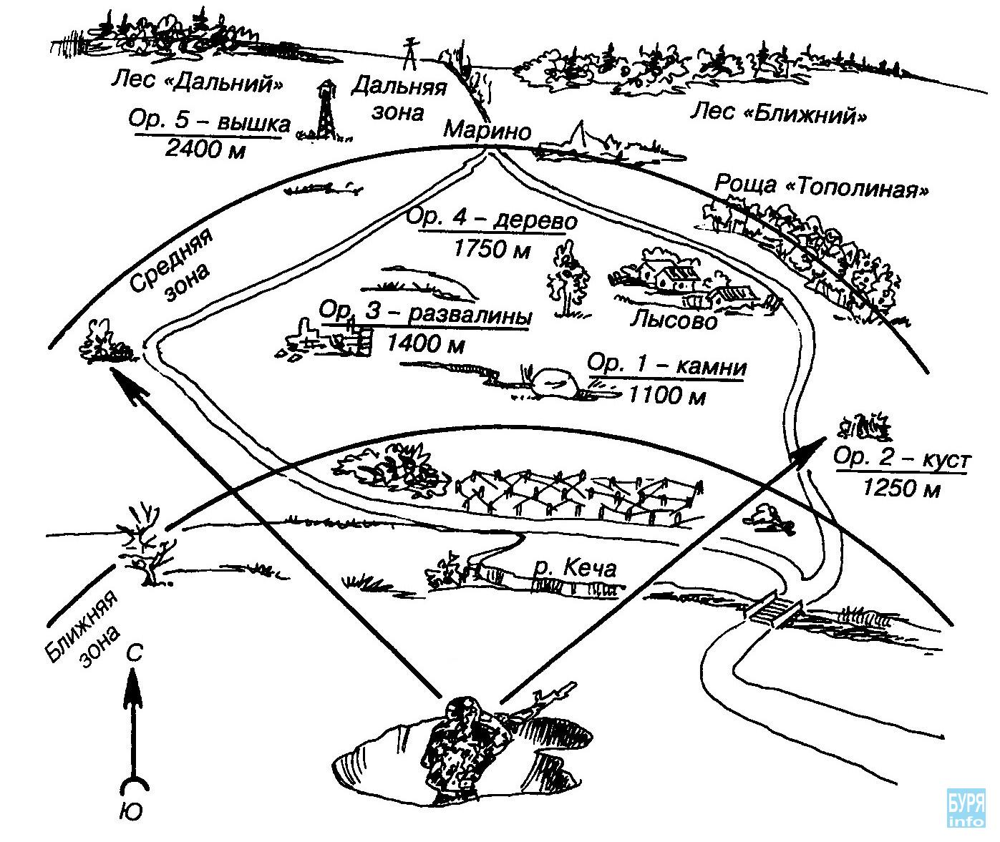 Лес «Дальний»
Дальняя
зона
Лес «Ближний»
Ор. 5 – вышка
2400 м
Марино
Роща «Тополиная»
Средняя
зона
Ор. 4 – дерево
1750 м
Ор. 3 – развалины
1400 м
Лысово
Ор. 1 – камни
1100 м
Ор. 2 – куст
1250 м
р. Кеча
Ближняя
зона
С
Ю
БУРЯ
info